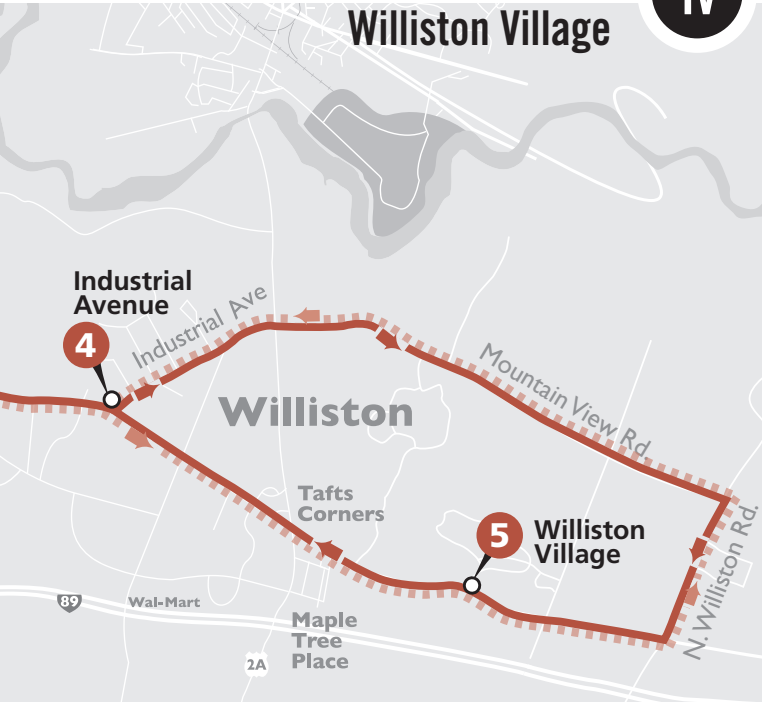 IV
Williston Village
Industrial
Avenue
4
Industrial Ave
Mountain View Rd.
Williston
Tafts
Corners
5
Williston
Village
N. Williston Rd.
89
Wal-Mart
Maple
Tree
Place
2A